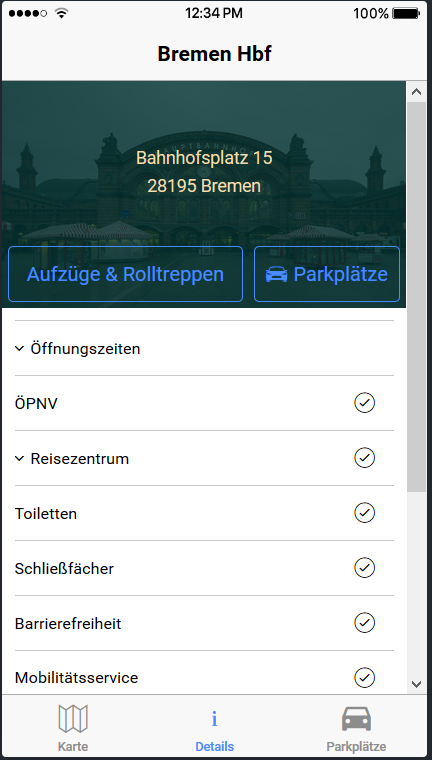 12:34 PM
100%
Bremen Hbf
HAUPTBAHNHOF
Bahnhofsplatz 15
28195 Bremen
Aufzüge & Rolltreppen
Parkplätze
Öffnungszeiten
ÖPNV
Reisezentrum
Toiletten
Schließfächer
Barrierefreiheit
Mobilitätsservice
Karte
Details
Parkplätze